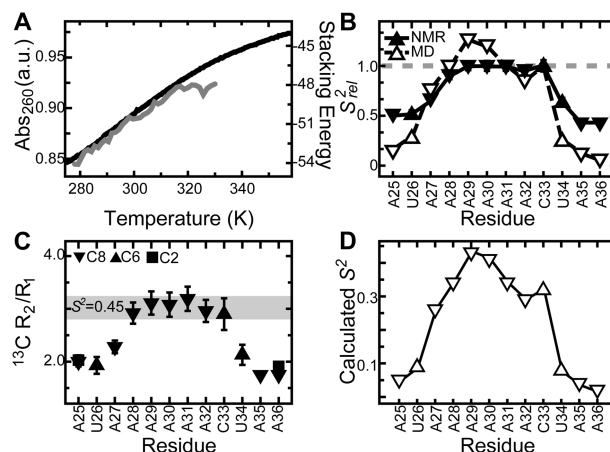 A
Abs260(a.u.)
0.95
0.90
0.85
-45
-48
-51
-54
Stacking Energy
280 300 320 340
Temperature (K)
B
NMR
MD
S²rel
1.0
0.5
0
A25 U26 A27 A28 A29 A30 A31 A32 C33 U34 A35 A36
Residue
C
C8 C6 C2
¹³C R₂/R₁
4.0
S²=0.45
2.0
A25 U26 A27 A28 A29 A30 A31 A32 C33 U34 A35 A36
Residue
D
Calculated S²
0.3
0.1
A25 U26 A27 A28 A29 A30 A31 A32 C33 U34 A35 A36
Residue